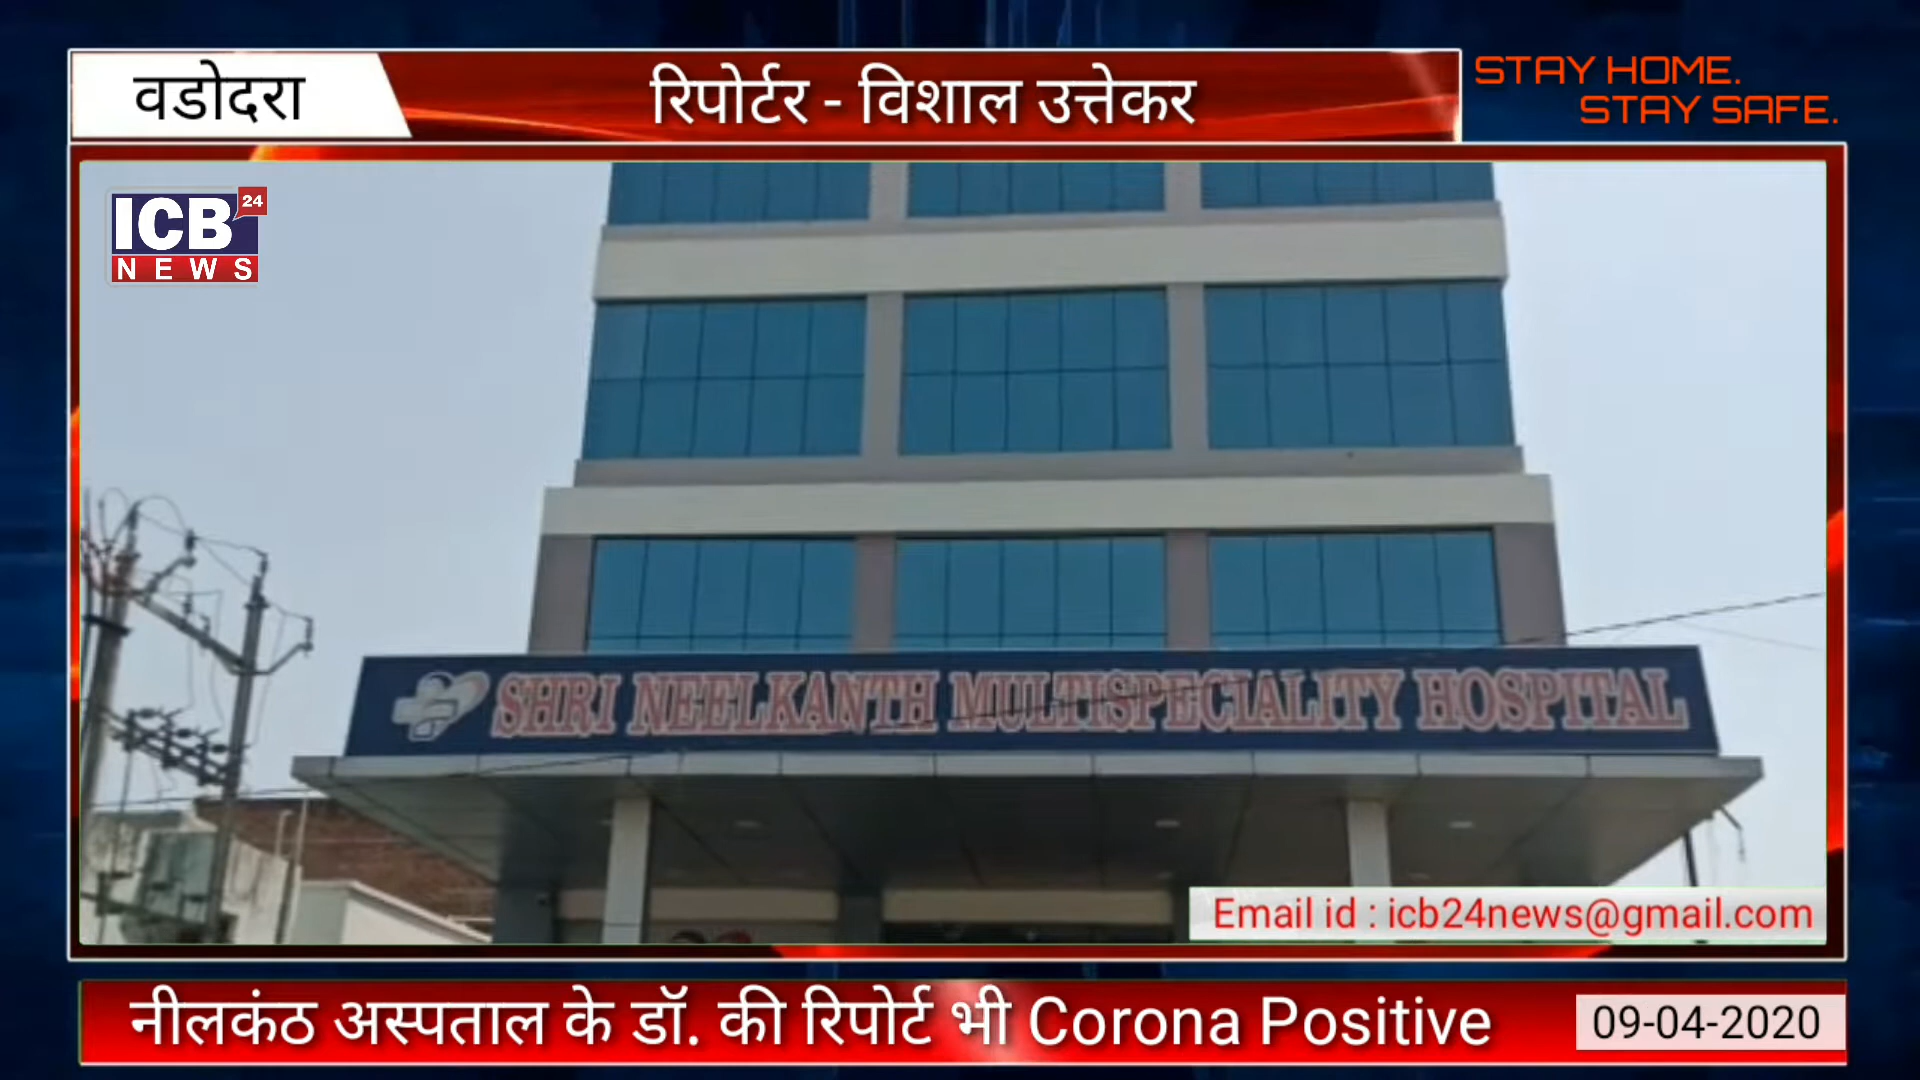 वडोदरा
रिपोर्टर - विशाल उत्तेकर
STAY HOME.
STAY SAFE.
ICB 24
NEWS
SHRI NEELKANTH MULTISPECIALITY HOSPITAL
Email id : icb24news@gmail.com
नीलकंठ अस्पताल के डॉ. की रिपोर्ट भी Corona Positive
09-04-2020